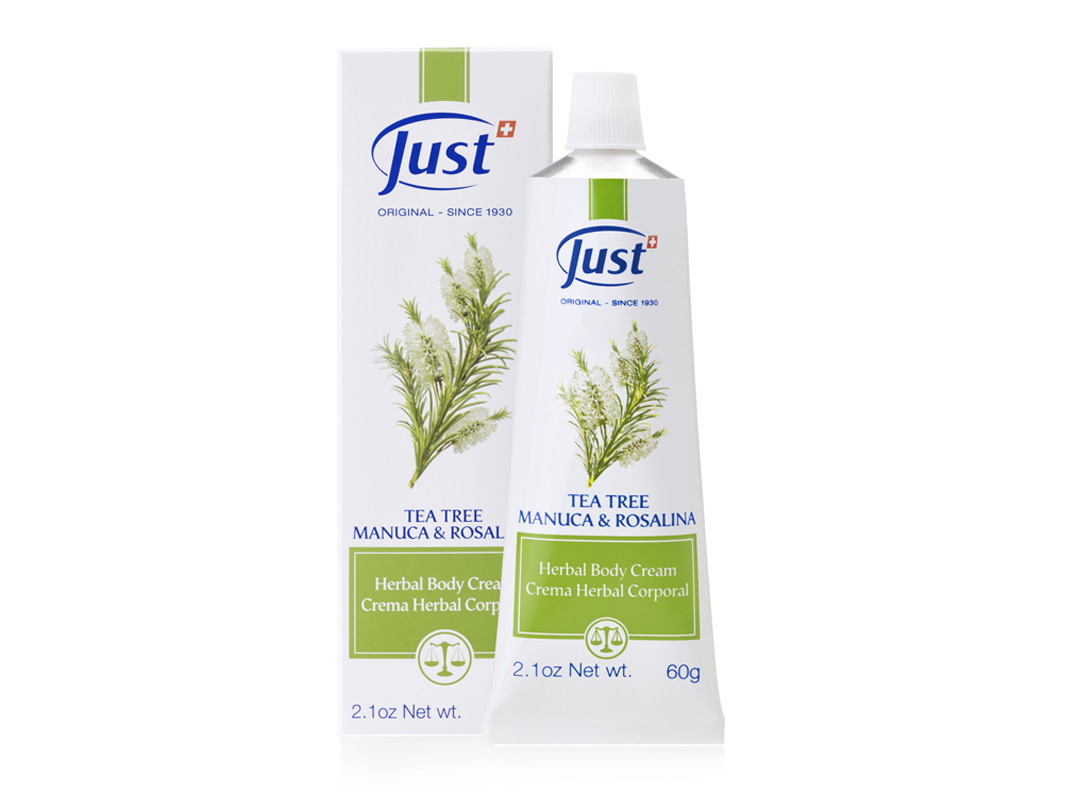 Just
ORIGINAL - SINCE 1930
TEA TREE
MANUCA & ROSAL
Herbal Body Crea
Crema Herbal Corp
2.1oz Net wt.
Just
ORIGINAL - SINCE 1930
TEA TREE
MANUCA & ROSALINA
Herbal Body Cream
Crema Herbal Corporal
2.1oz Net wt. 60g